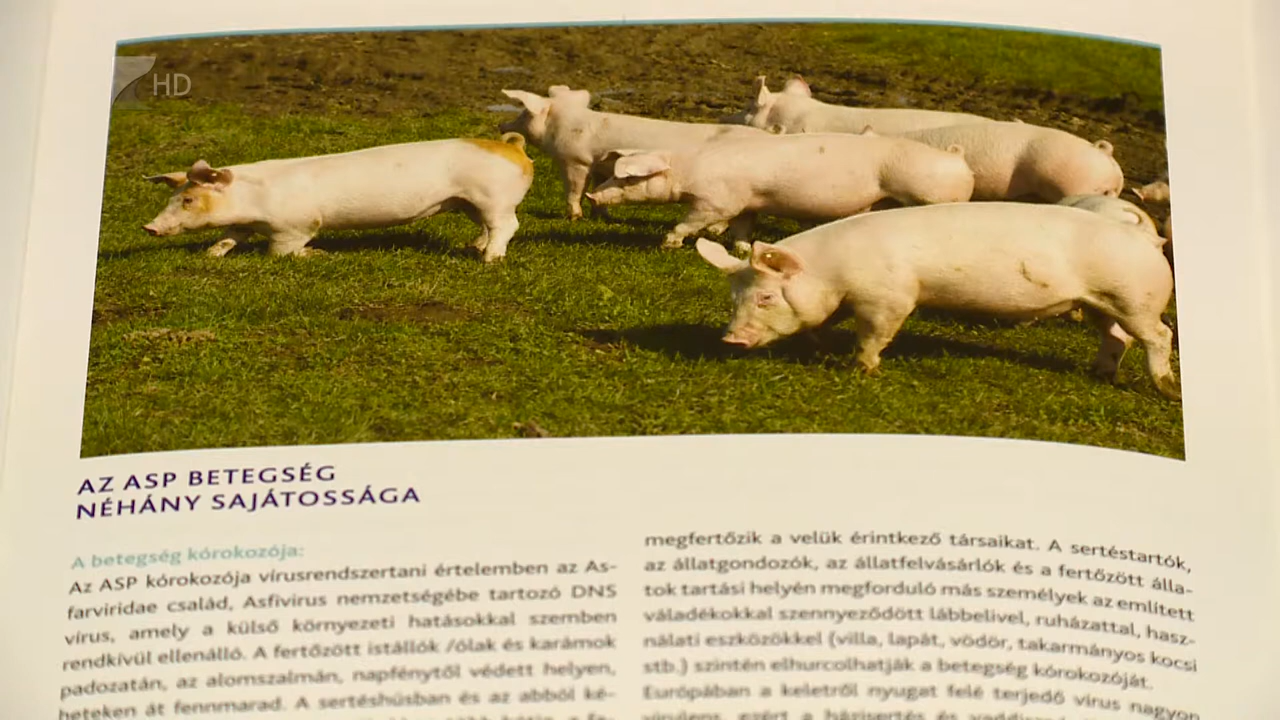 HD
AZ ASP BETEGSÉG
NÉHÁNY SAJÁTOSSÁGA
A betegség kórokozója:
Az ASP kórokozója vírusrendszertani értelemben az As-
farviridae család, Asfivirus nemzetségébe tartozó DNS
vírus, amely a külső környezeti hatásokkal szemben
rendkívül ellenálló. A fertőzött istállók /ólak és karámok
padozatán, az alomszalmán, napfénytől védett helyen,
heteken át fennmarad. A sertéshúsban és az abból ké-
megfertőzik a velük érintkező társaikat. A sertéstartók,
az állatgondozók, az állatfelvásárlók és a fertőzött álla-
tok tartási helyén megforduló más személyek az említett
váladékokkal szennyeződött lábbelivel, ruházattal, hasz-
nálati eszközökkel (villa, lapát, vödör, takarmányos kocsi
stb.) szintén elhurcolhatják a betegség kórokozóját.
Európában a keletről nyugat felé terjedő vírus nagyon
virulens, ezért a házisertés és